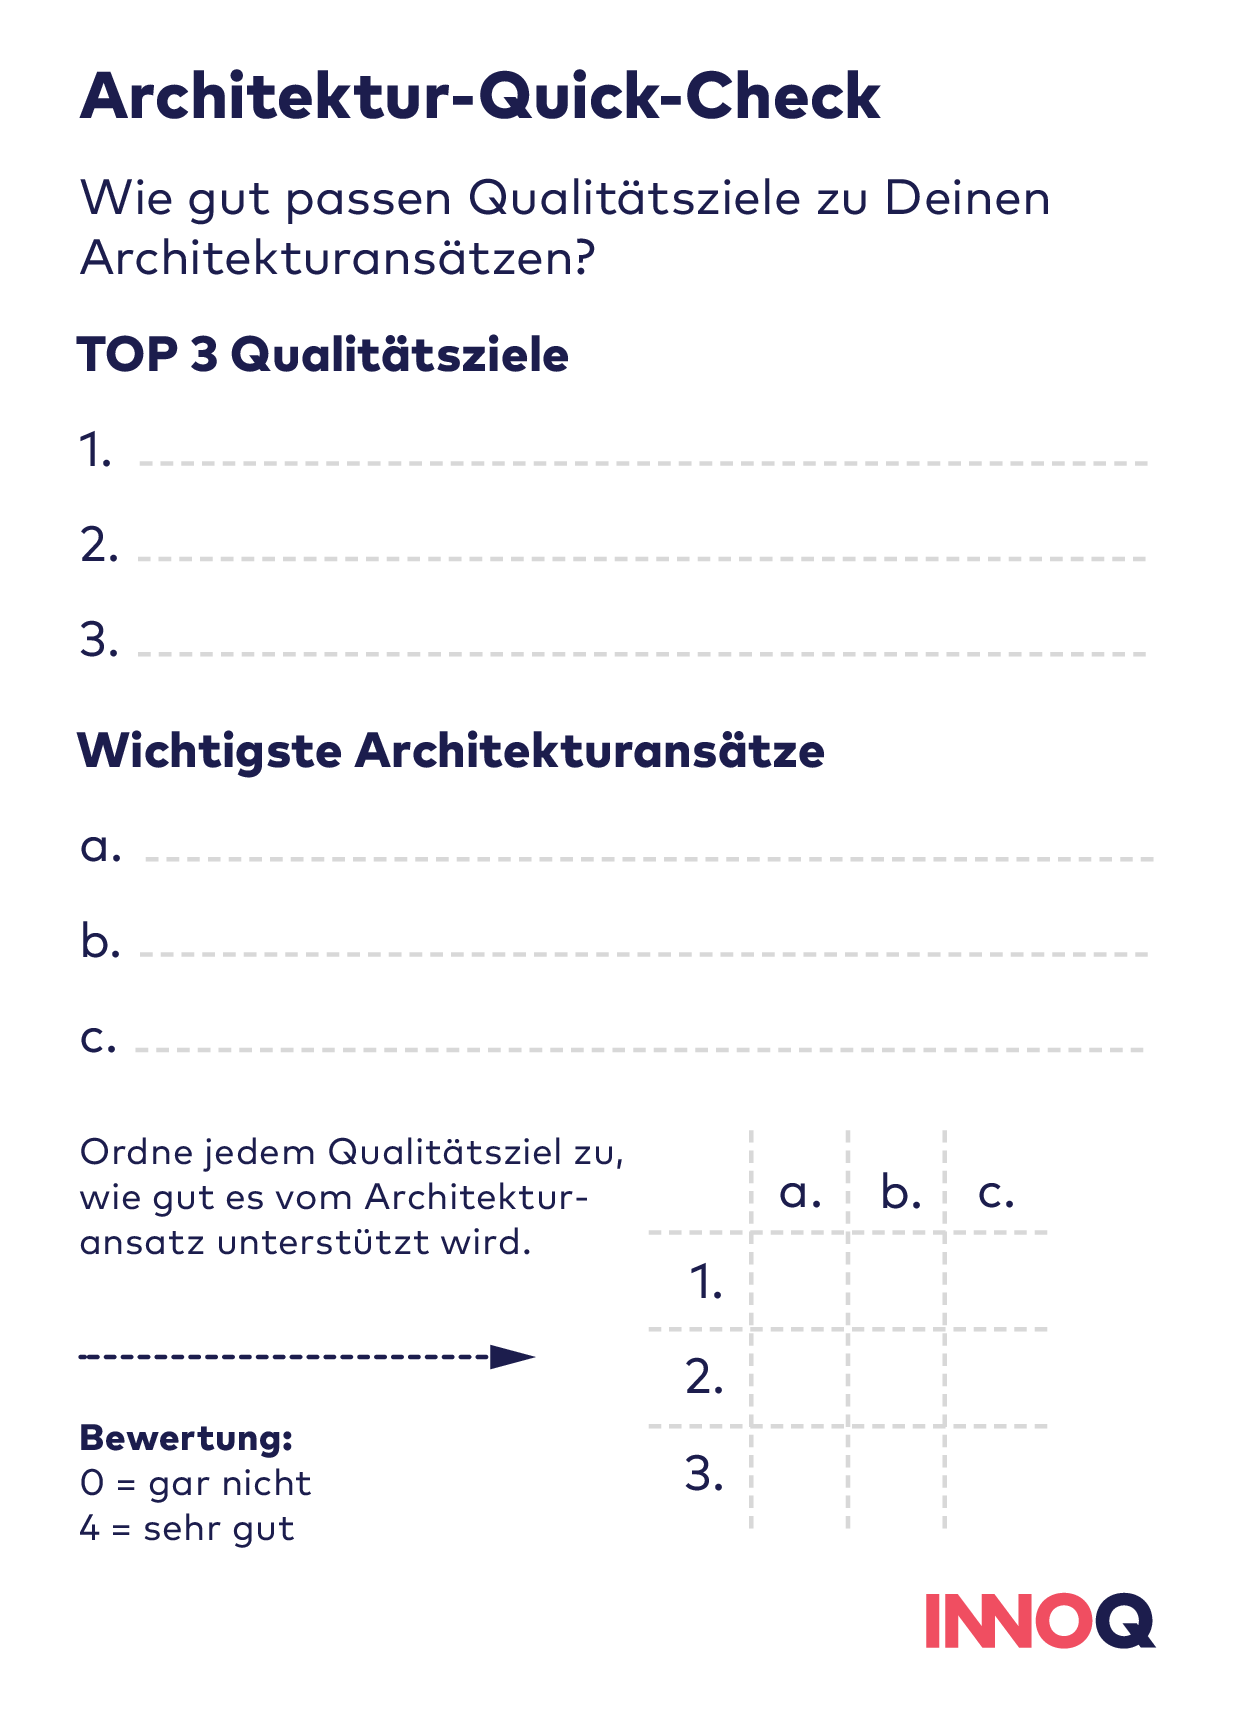 Architektur-Quick-Check
Wie gut passen Qualitätsziele zu Deinen
Architekturansätzen?
TOP 3 Qualitätsziele
1.
2.
3.
Wichtigste Architekturansätze
a.
b.
c.
Ordne jedem Qualitätsziel zu,
wie gut es vom Architektur-
ansatz unterstützt wird.
Bewertung:
0 = gar nicht
4 = sehr gut
a. b. c.
1.
2.
3.
INNOQ